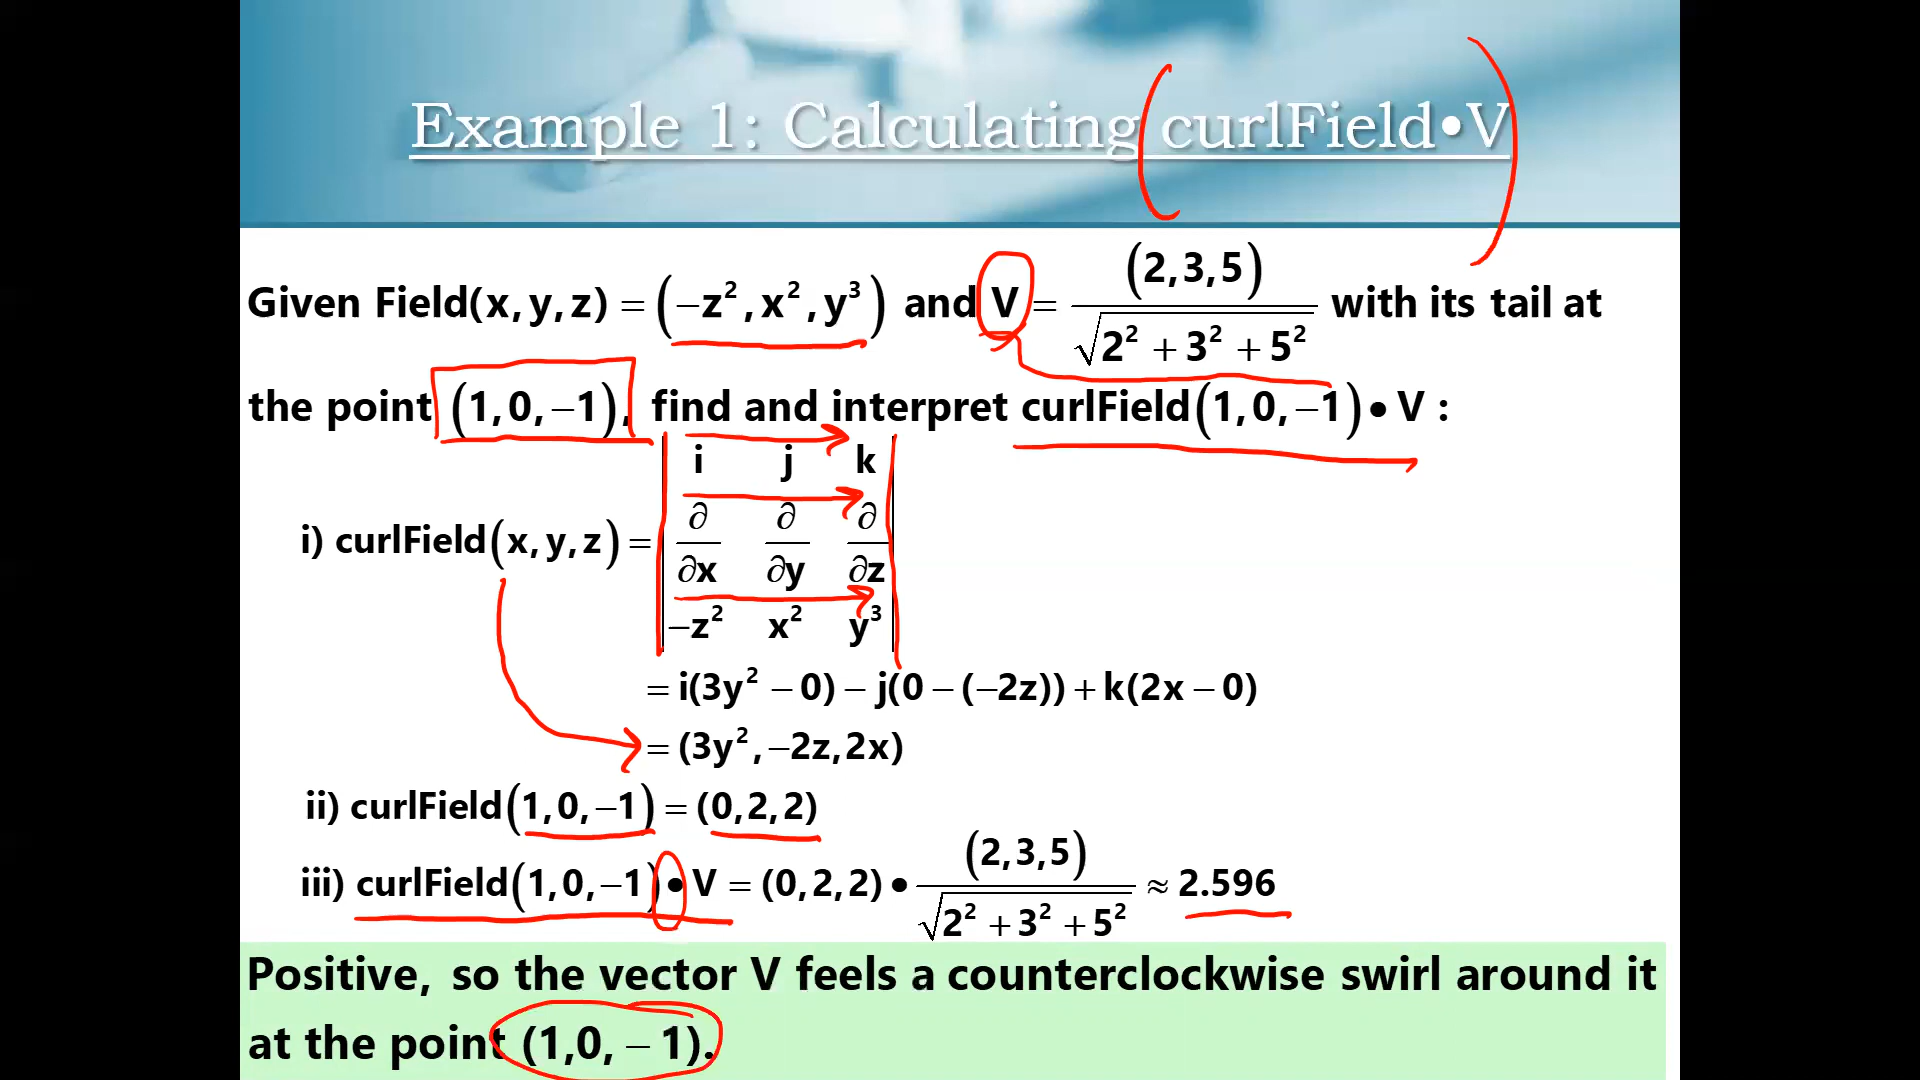 Example 1: Calculating curlField•V
Given Field(x,y,z) = (−z², x², y³) and V = (2,3,5) / √(2² + 3² + 5²) with its tail at
the point (1,0,−1), find and interpret curlField(1,0,−1) • V :
i j k
i) curlField(x,y,z) = ∂/∂x ∂/∂y ∂/∂z
−z² x² y³
= i(3y² − 0) − j(0 − (−2z)) + k(2x − 0)
= (3y², −2z, 2x)
ii) curlField(1,0,−1) = (0,2,2)
iii) curlField(1,0,−1) • V = (0,2,2) • (2,3,5) / √(2² + 3² + 5²) ≈ 2.596
Positive, so the vector V feels a counterclockwise swirl around it
at the point (1,0, − 1).